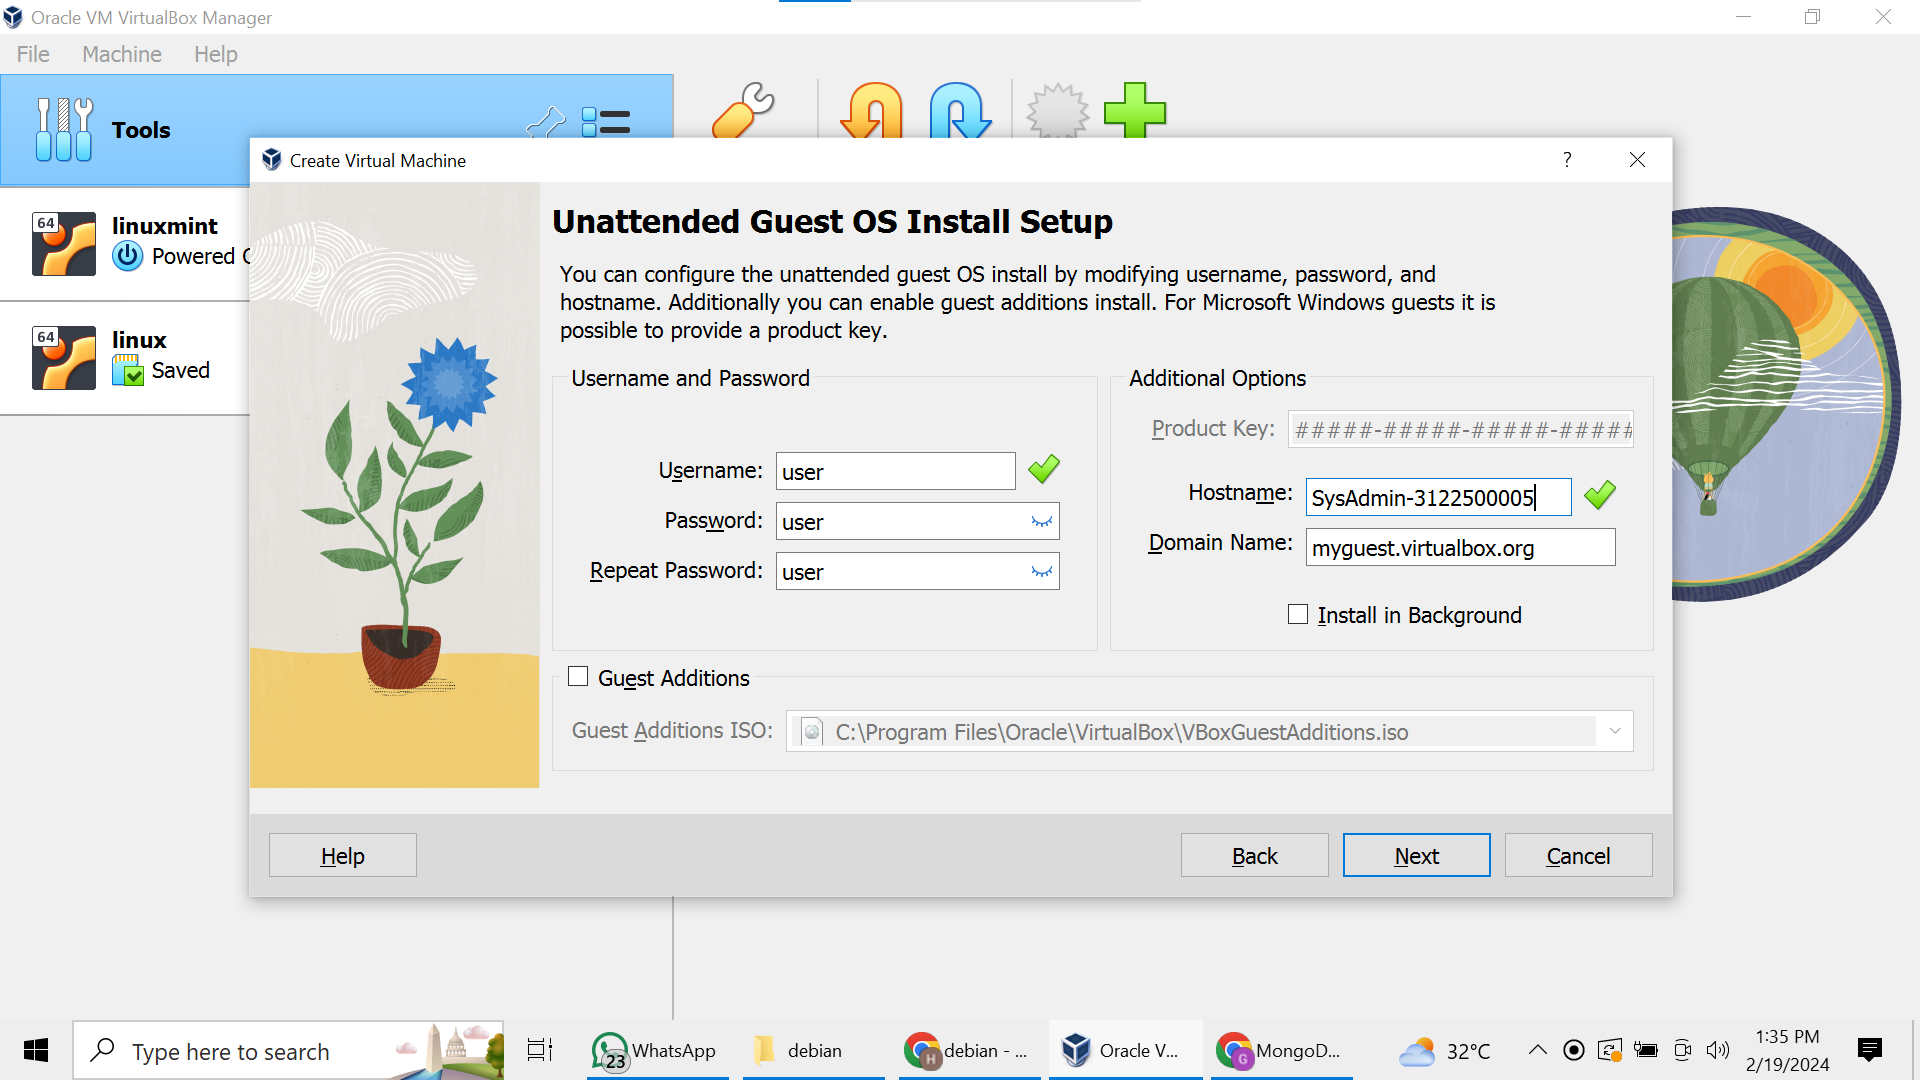 Oracle VM VirtualBox Manager
File Machine Help
Tools
64
linuxmint
Powered
64
linux
Saved
Create Virtual Machine
?
Unattended Guest OS Install Setup
You can configure the unattended guest OS install by modifying username, password, and
hostname. Additionally you can enable guest additions install. For Microsoft Windows guests it is
possible to provide a product key.
Username and Password
Username: user
Password: user
Repeat Password: user
Additional Options
Product Key: #####-#####-#####-#####
Hostname: SysAdmin-3122500005
Domain Name: myguest.virtualbox.org
Install in Background
Guest Additions
Guest Additions ISO: C:\Program Files\Oracle\VirtualBox\VBoxGuestAdditions.iso
Help Back Next Cancel
Type here to search
23 WhatsApp
debian
H debian - ...
Oracle V...
G MongoD...
32°C
1:35 PM
2/19/2024